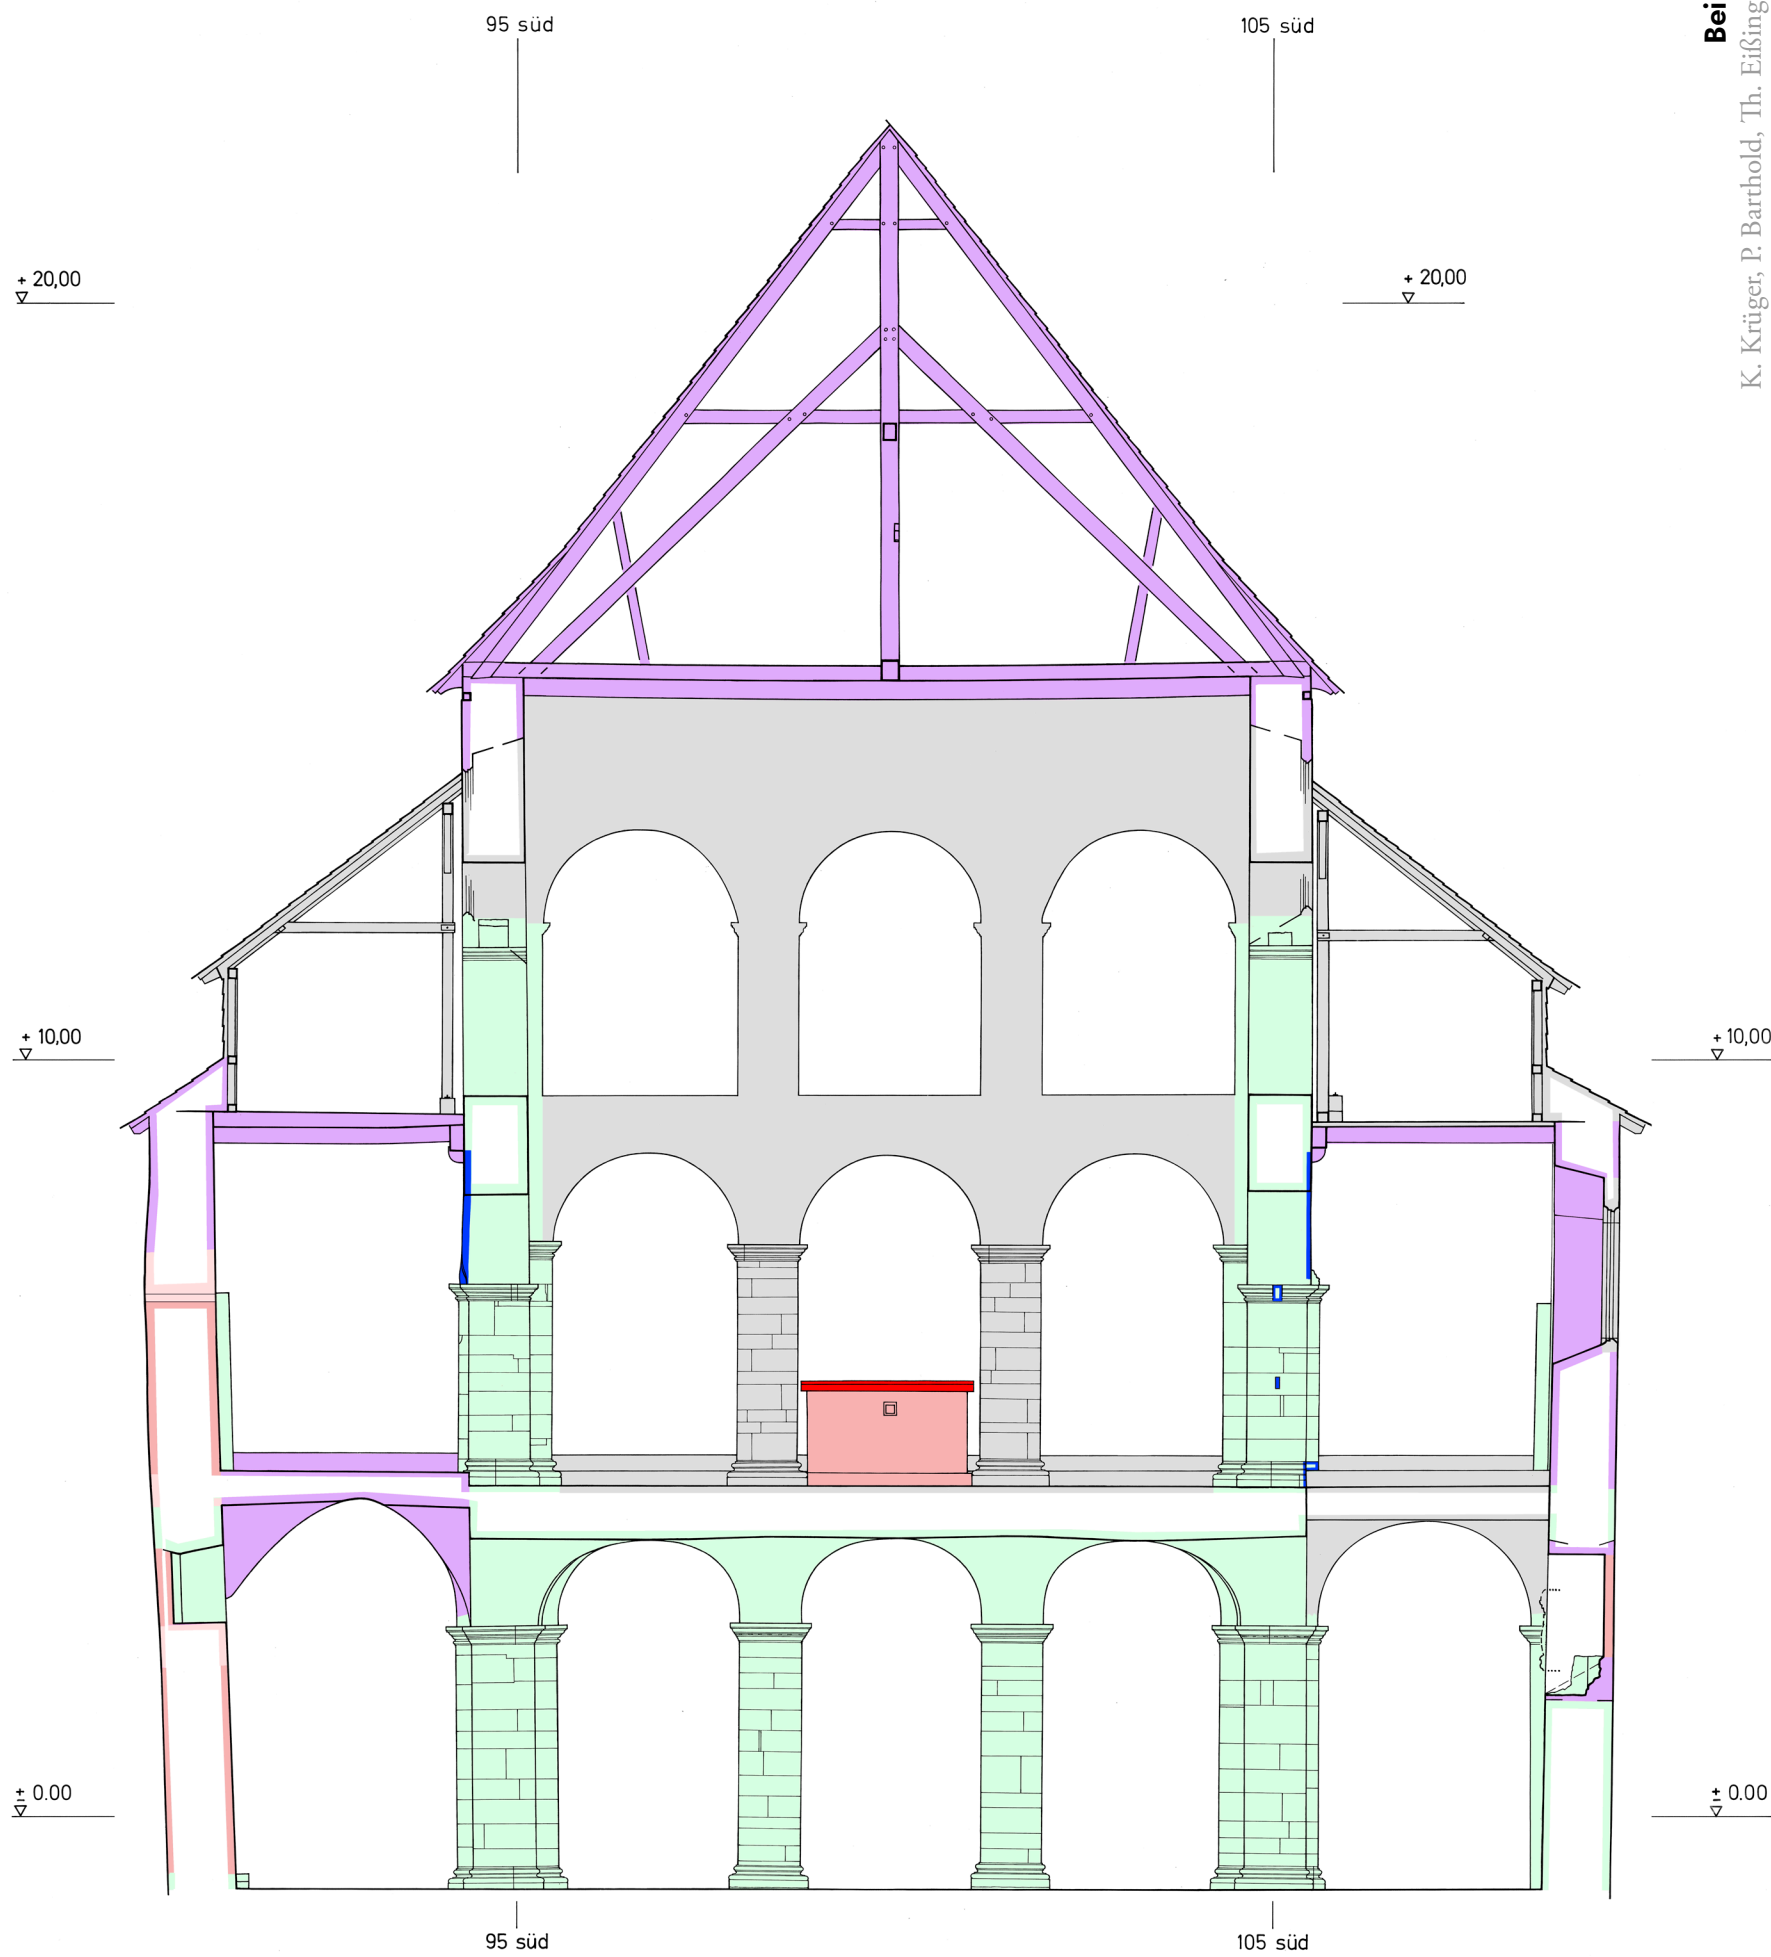 95 süd
105 süd
Bei
K. Krüger, P. Barthold, Th. Eißing
+ 20,00
+ 20,00
+ 10,00
+ 10,00
± 0.00
± 0.00
95 süd
105 süd